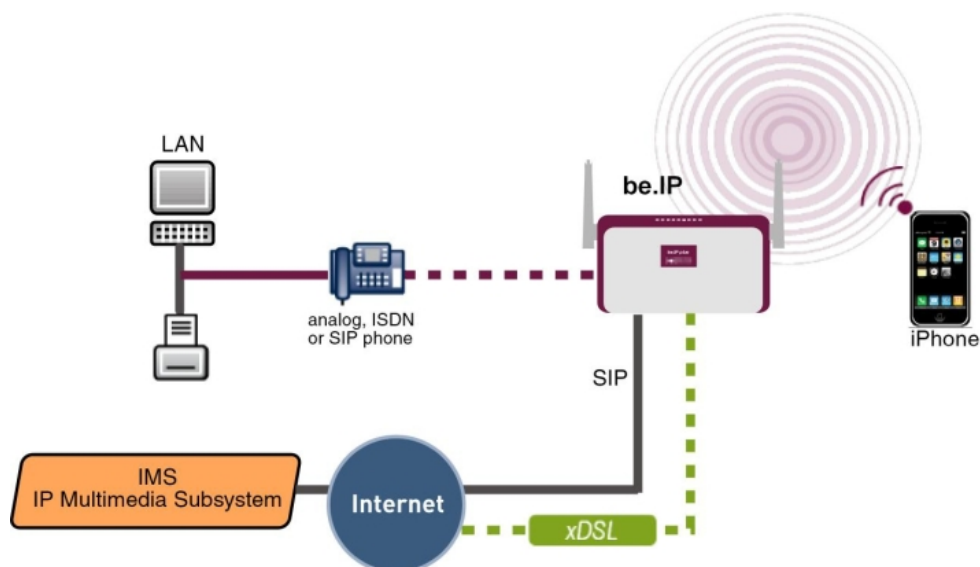 LAN
be.IP
analog, ISDN
or SIP phone
iPhone
SIP
IMS
IP Multimedia Subsystem
Internet
xDSL